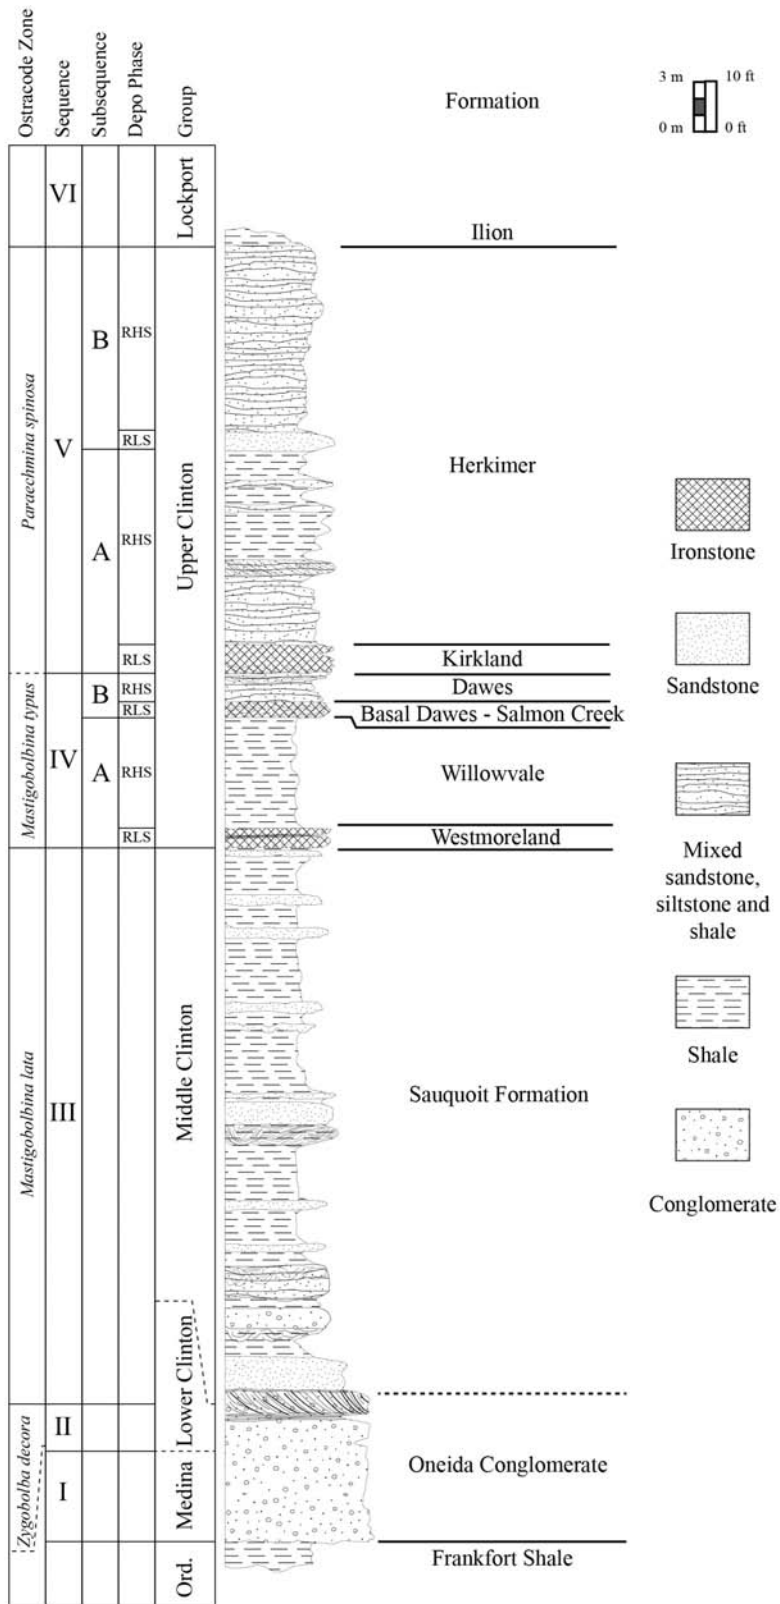 Ostracode Zone
Sequence
Subsequence
Depo Phase
Group
Formation
3 m
10 ft
0 m
0 ft
VI
Lockport
Ilion
Paraechmina spinosa
V
B
RHS
RLS
A
RHS
RLS
Upper Clinton
Herkimer
Kirkland
Mastigobolbina typus
IV
B
RHS
RLS
A
RHS
RLS
Dawes
Basal Dawes - Salmon Creek
Willowvale
Westmoreland
Mastigobolbina lata
III
Middle Clinton
Sauquoit Formation
Lower Clinton
Zygobolba decora
II
I
Medina
Oneida Conglomerate
Ord.
Frankfort Shale
Ironstone
Sandstone
Mixed
sandstone,
siltstone and
shale
Shale
Conglomerate